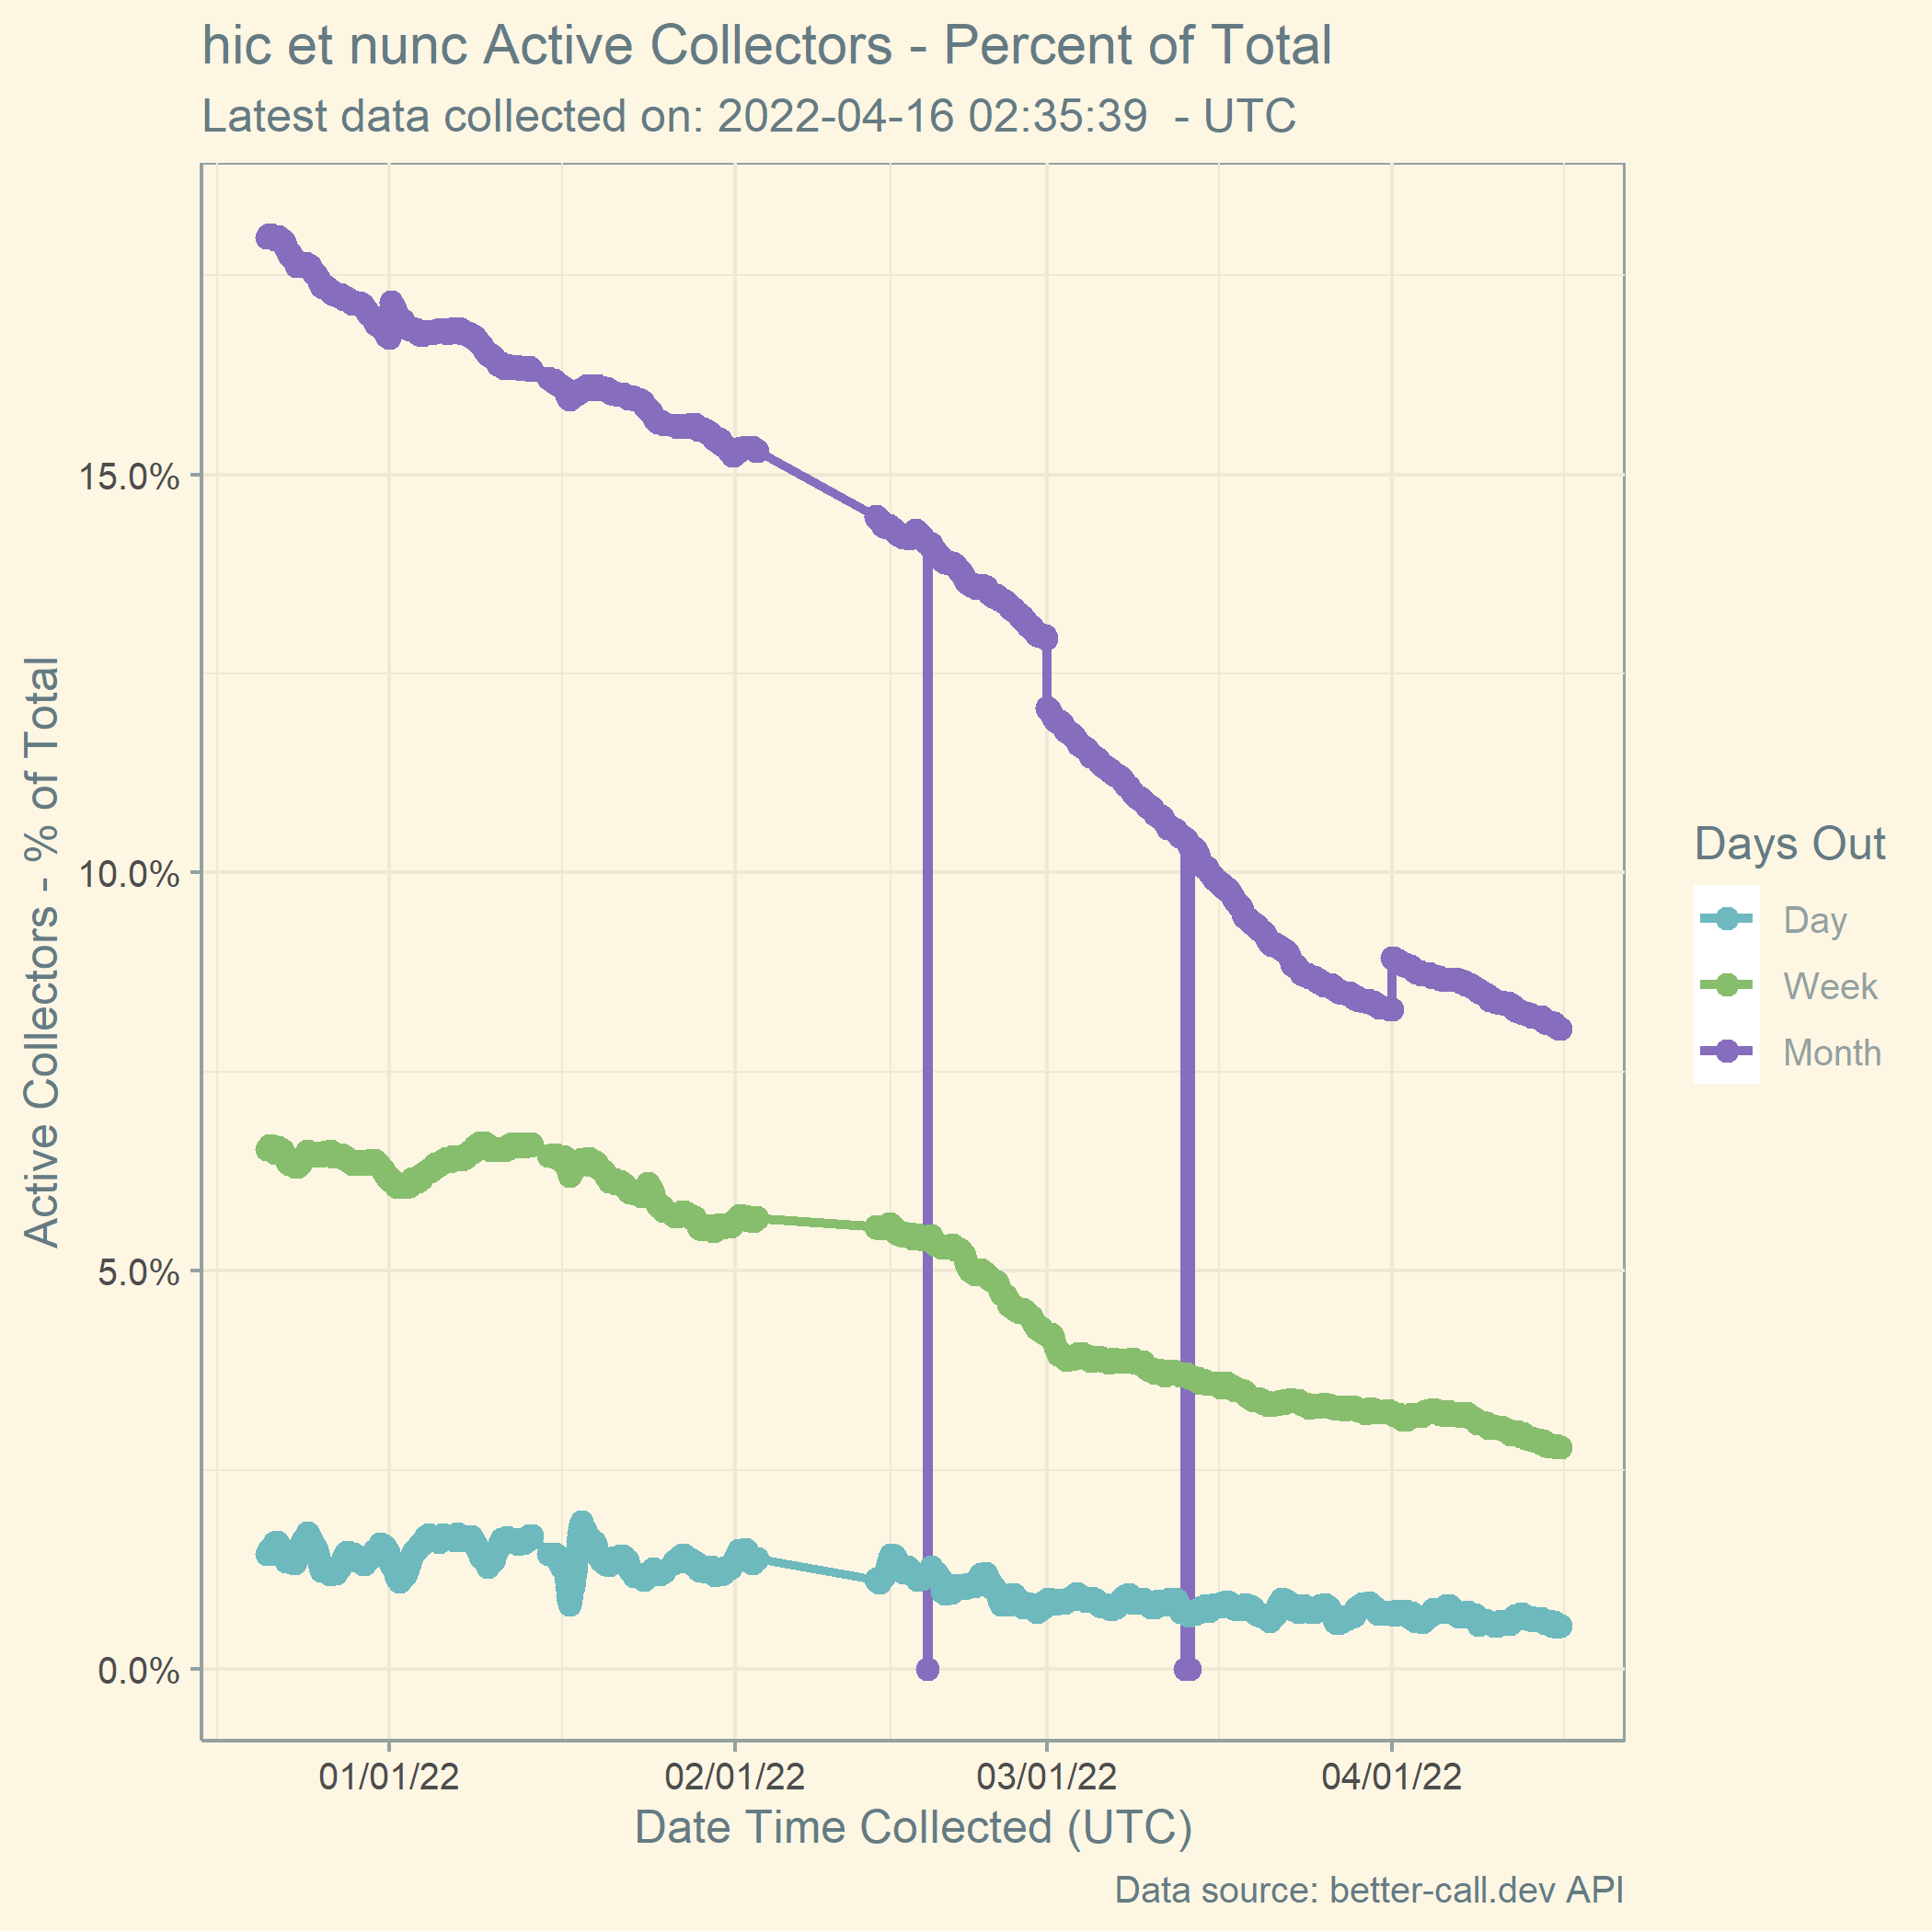 hic et nunc Active Collectors - Percent of Total
Latest data collected on: 2022-04-16 02:35:39  - UTC
Active Collectors - % of Total
15.0%
10.0%
5.0%
0.0%
01/01/22
02/01/22
03/01/22
04/01/22
Date Time Collected (UTC)
Days Out
Day
Week
Month
Data source: better-call.dev API